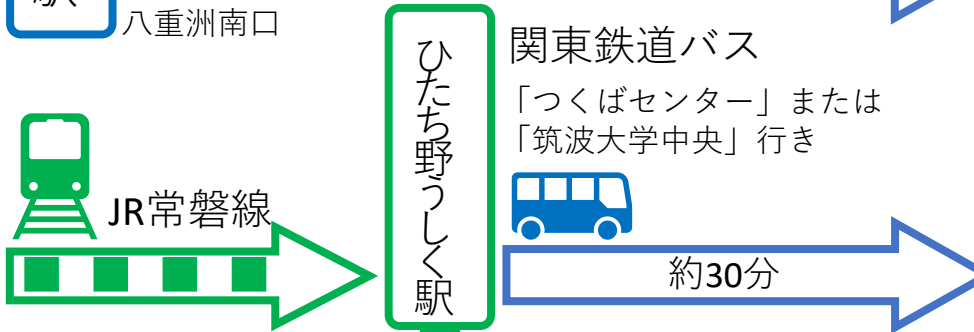 八重洲南口
JR常磐線
ひたち野うしく駅
関東鉄道バス
「つくばセンター」または
「筑波大学中央」行き
約30分